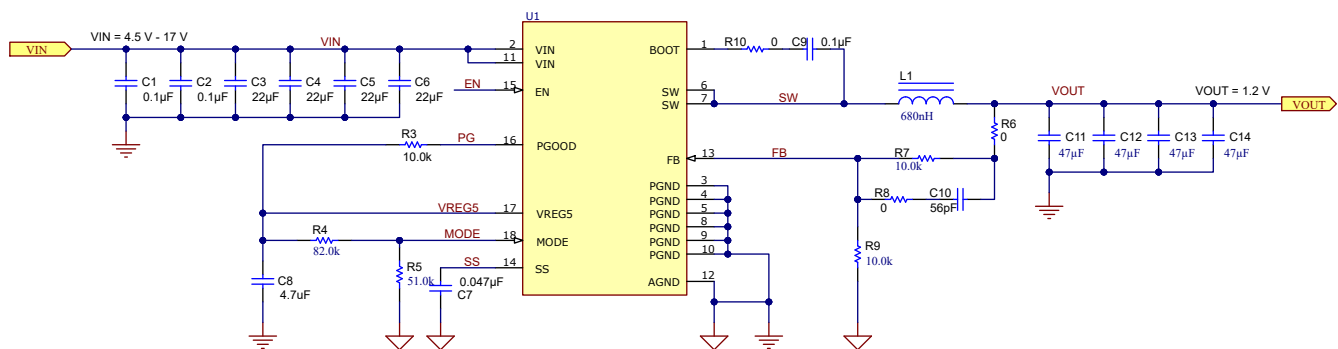 U1
VIN = 4.5 V - 17 V
VIN
VIN
2
VIN
11
VIN
BOOT
1
R10
0
C9
0.1µF
C1
0.1µF
C2
0.1µF
C3
22µF
C4
22µF
C5
22µF
C6
22µF
EN
15
EN
SW
6
SW
7
SW
L1
680nH
VOUT
VOUT = 1.2 V
VOUT
R6
0
C11
47µF
C12
47µF
C13
47µF
C14
47µF
R3
10.0k
PG
16
PGOOD
FB
13
FB
R7
10.0k
R8
0
C10
56pF
PGND
3
PGND
4
PGND
5
PGND
8
PGND
9
PGND
10
VREG5
17
VREG5
R4
82.0k
MODE
18
MODE
R9
10.0k
C8
4.7uF
R5
51.0k
SS
14
SS
0.047µF
C7
AGND
12